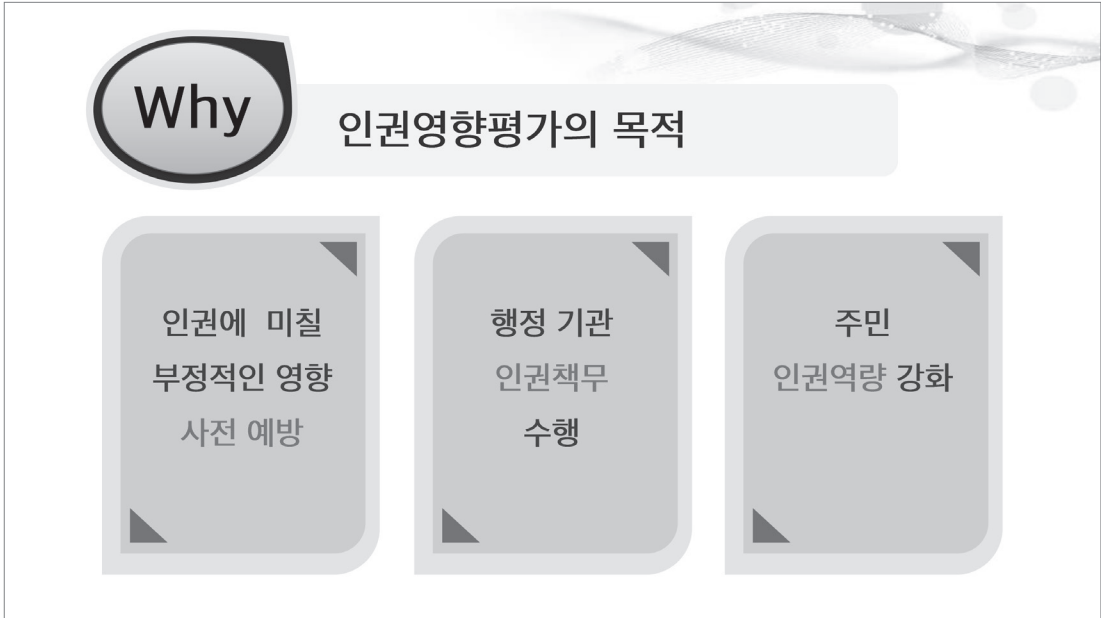 Why
인권영향평가의 목적
인권에 미칠
부정적인 영향
사전 예방
행정 기관
인권책무
수행
주민
인권역량 강화